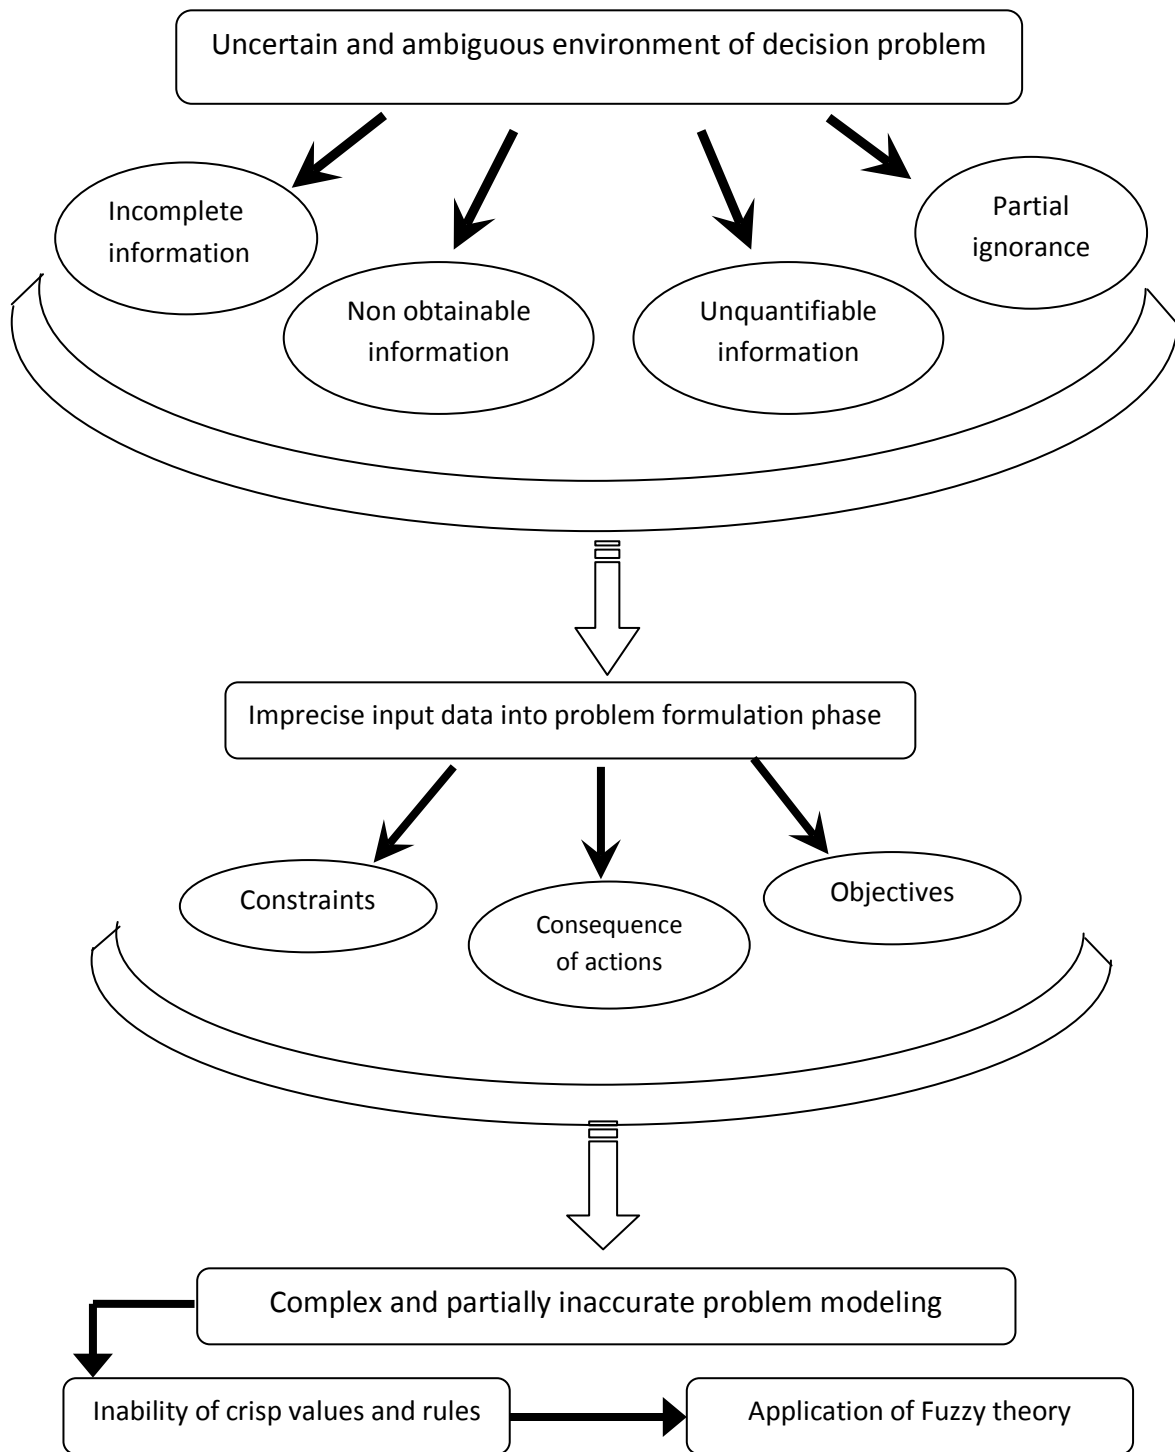 Uncertain and ambiguous environment of decision problem
Incomplete
information
Partial
ignorance
Non obtainable
information
Unquantifiable
information
Imprecise input data into problem formulation phase
Constraints
Consequence
of actions
Objectives
Complex and partially inaccurate problem modeling
Inability of crisp values and rules
Application of Fuzzy theory